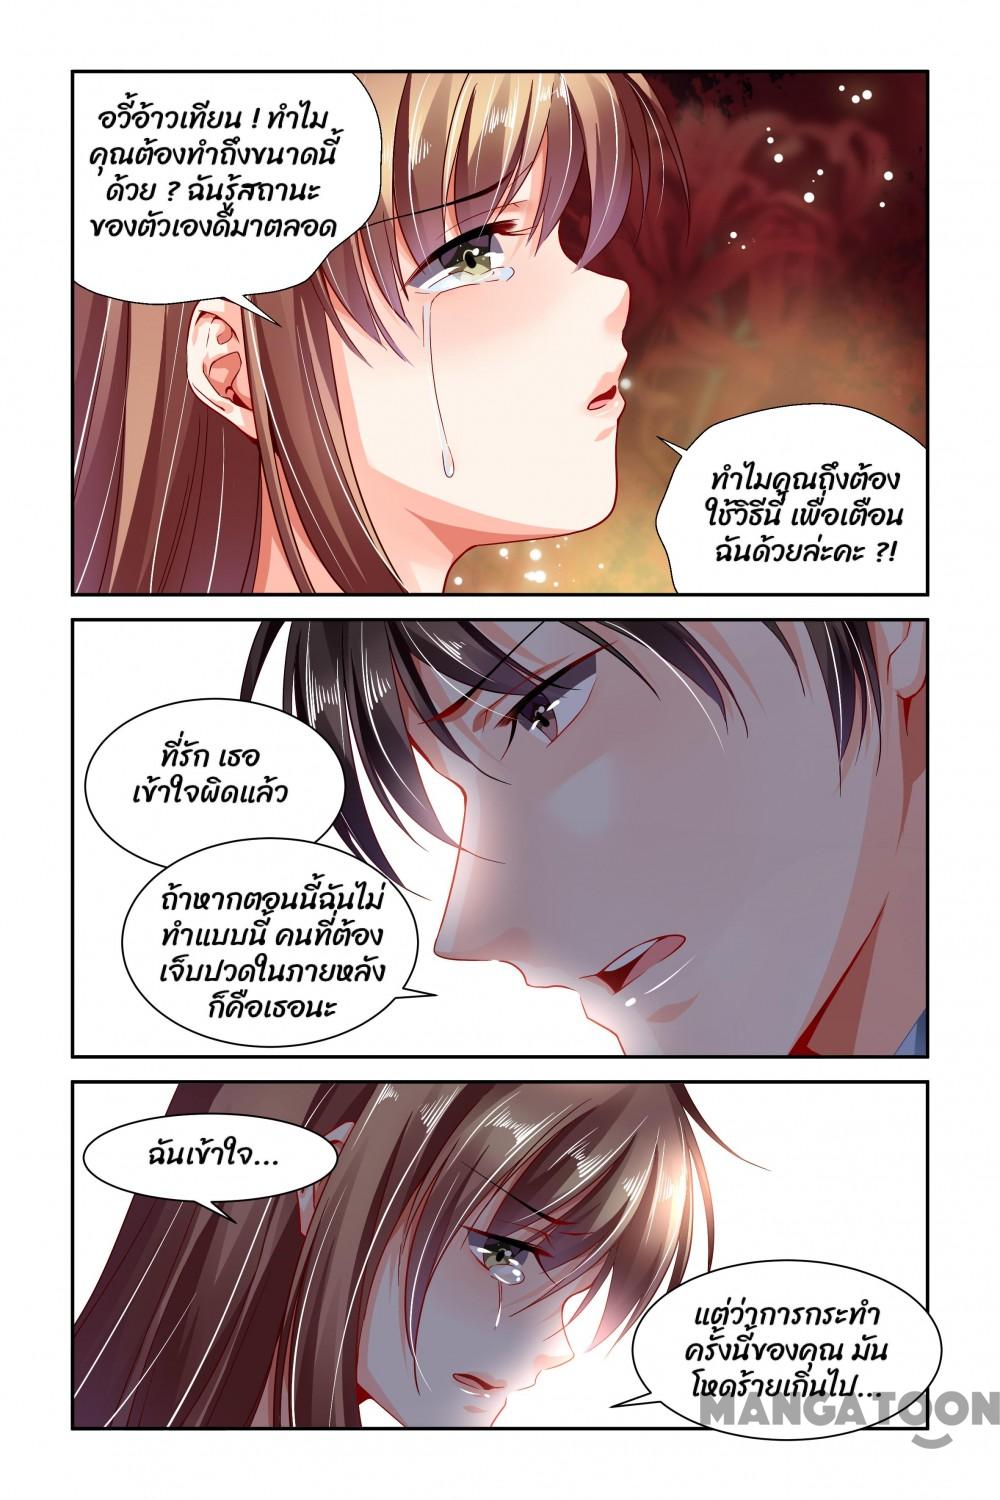 อวี้อ้าวเทียน ! ทำไม
คุณต้องทำถึงขนาดนี้
ด้วย ? ฉันรู้สถานะ
ของตัวเองดีมาตลอด
ทำไมคุณถึงต้อง
ใช้วิธีนี้ เพื่อเตือน
ฉันด้วยล่ะคะ ?!
ที่รัก เธอ
เข้าใจผิดแล้ว
ถ้าหากตอนนี้ฉันไม่
ทำแบบนี้ คนที่ต้อง
เจ็บปวดในภายหลัง
ก็คือเธอนะ
ฉันเข้าใจ...
แต่ว่าการกระทำ
ครั้งนี้ของคุณ มัน
โหดร้ายเกินไป...
MANGATOON